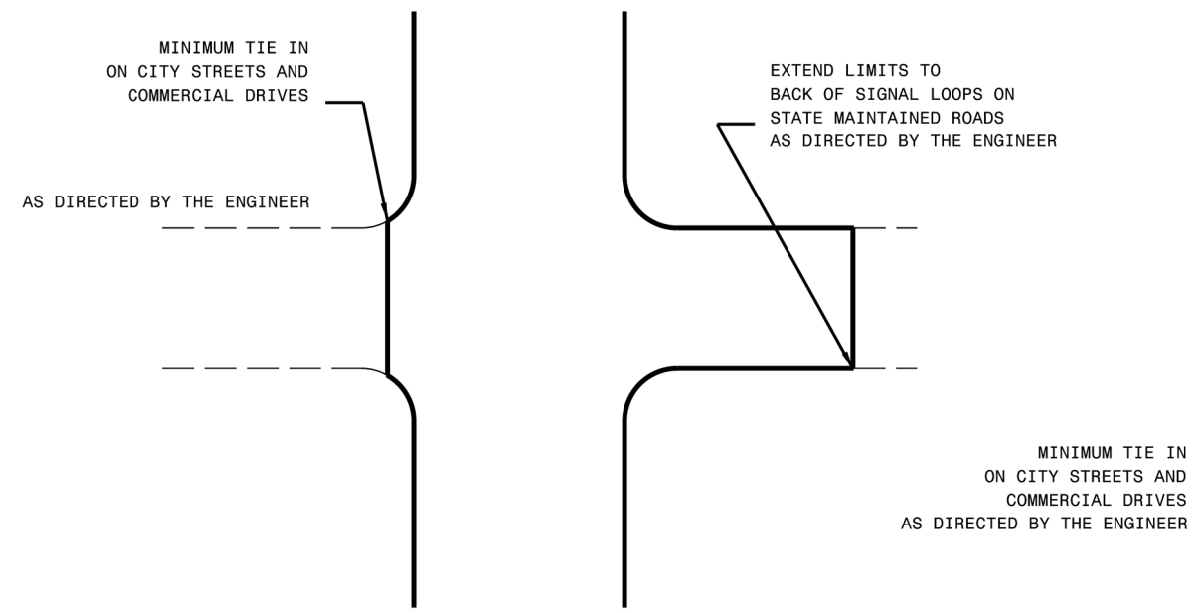 MINIMUM TIE IN
ON CITY STREETS AND
COMMERCIAL DRIVES
AS DIRECTED BY THE ENGINEER
EXTEND LIMITS TO
BACK OF SIGNAL LOOPS ON
STATE MAINTAINED ROADS
AS DIRECTED BY THE ENGINEER
MINIMUM TIE IN
ON CITY STREETS AND
COMMERCIAL DRIVES
AS DIRECTED BY THE ENGINEER